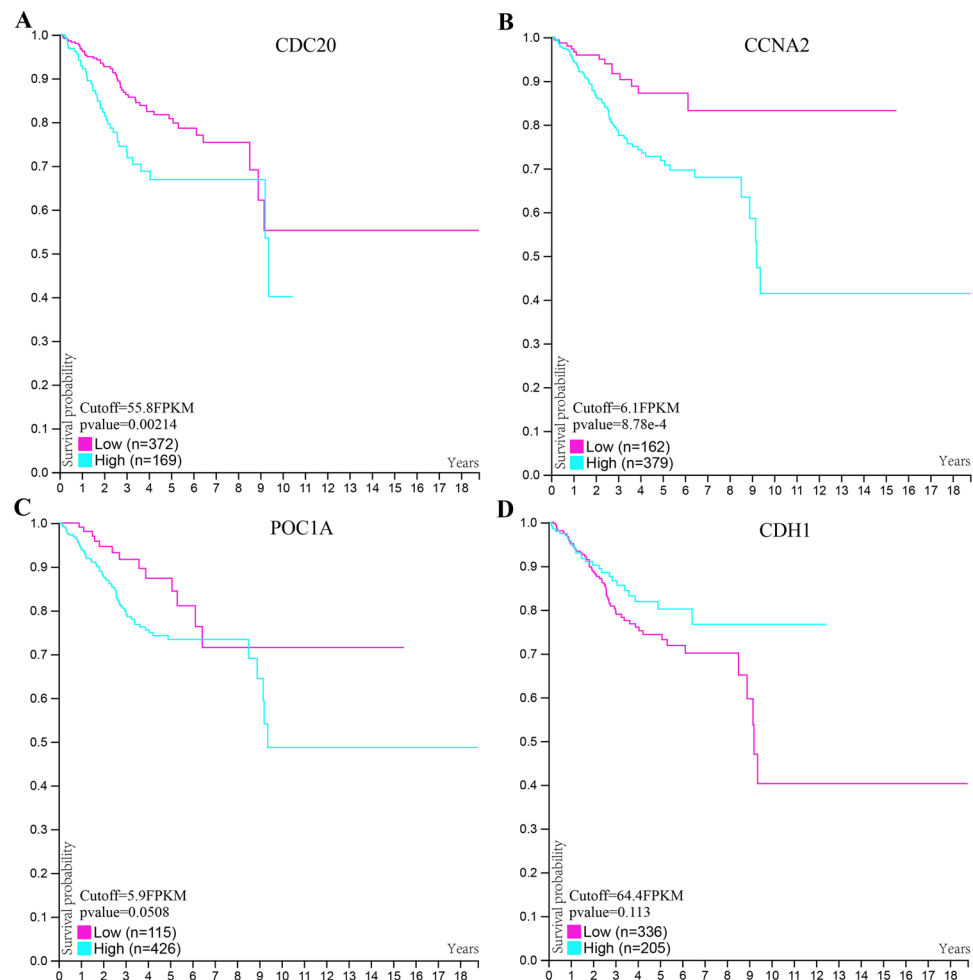 A
CDC20
1.0
0.9
0.8
0.7
0.6
0.5
0.4
0.3
0.2
0.1
0.0
Survival probability
Cutoff=55.8FPKM
pvalue=0.00214
Low (n=372)
High (n=169)
Years
0 1 2 3 4 5 6 7 8 9 10 11 12 13 14 15 16 17 18
B
CCNA2
1.0
0.9
0.8
0.7
0.6
0.5
0.4
0.3
0.2
0.1
0.0
Survival probability
Cutoff=6.1FPKM
pvalue=8.78e-4
Low (n=162)
High (n=379)
Years
0 1 2 3 4 5 6 7 8 9 10 11 12 13 14 15 16 17 18
C
POC1A
1.0
0.9
0.8
0.7
0.6
0.5
0.4
0.3
0.2
0.1
0.0
Survival probability
Cutoff=5.9FPKM
pvalue=0.0508
Low (n=115)
High (n=426)
Years
0 1 2 3 4 5 6 7 8 9 10 11 12 13 14 15 16 17 18
D
CDH1
1.0
0.9
0.8
0.7
0.6
0.5
0.4
0.3
0.2
0.1
0.0
Survival probability
Cutoff=64.4FPKM
pvalue=0.113
Low (n=336)
High (n=205)
Years
0 1 2 3 4 5 6 7 8 9 10 11 12 13 14 15 16 17 18